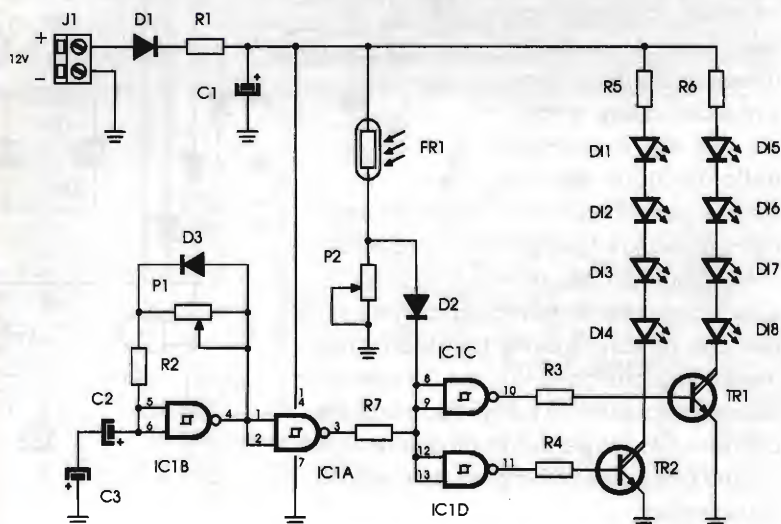 J1 D1 R1
+
12V
−
C1
+
R5 R6
FR1
DI1 DI5
DI2 DI6
D3
P2
P1
DI3 DI7
D2
IC1C
DI4 DI8
R2
1
4
8
9
10
R3
C2
5
6
4
1
2
3
R7
TR1
+
12
13
11
R4
TR2
+
C3
IC1B
7
IC1A
IC1D